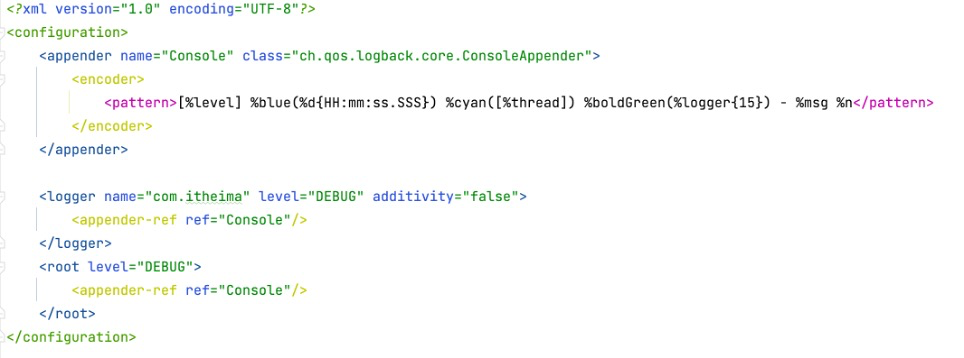 <?xml version="1.0" encoding="UTF-8"?>
<configuration>
    <appender name="Console" class="ch.qos.logback.core.ConsoleAppender">
        <encoder>
            <pattern>[%level] %blue(%d{HH:mm:ss.SSS}) %cyan([%thread]) %boldGreen(%logger{15}) - %msg %n</pattern>
        </encoder>
    </appender>

    <logger name="com.itheima" level="DEBUG" additivity="false">
        <appender-ref ref="Console"/>
    </logger>
    <root level="DEBUG">
        <appender-ref ref="Console"/>
    </root>
</configuration>